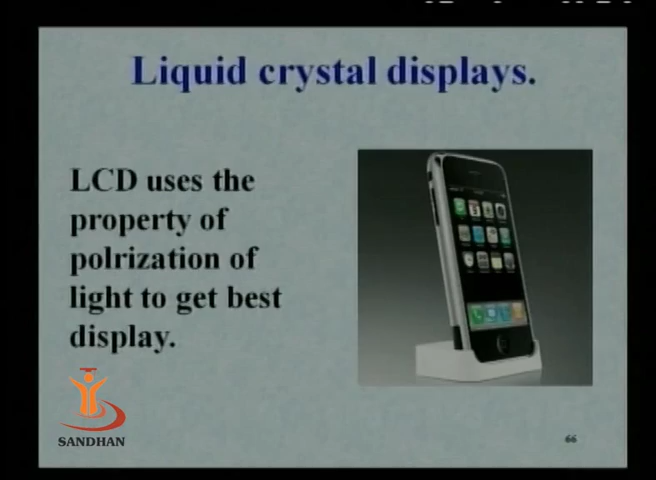 Liquid crystal displays.
LCD uses the
property of
polrization of
light to get best
display.
SANDHAN
66